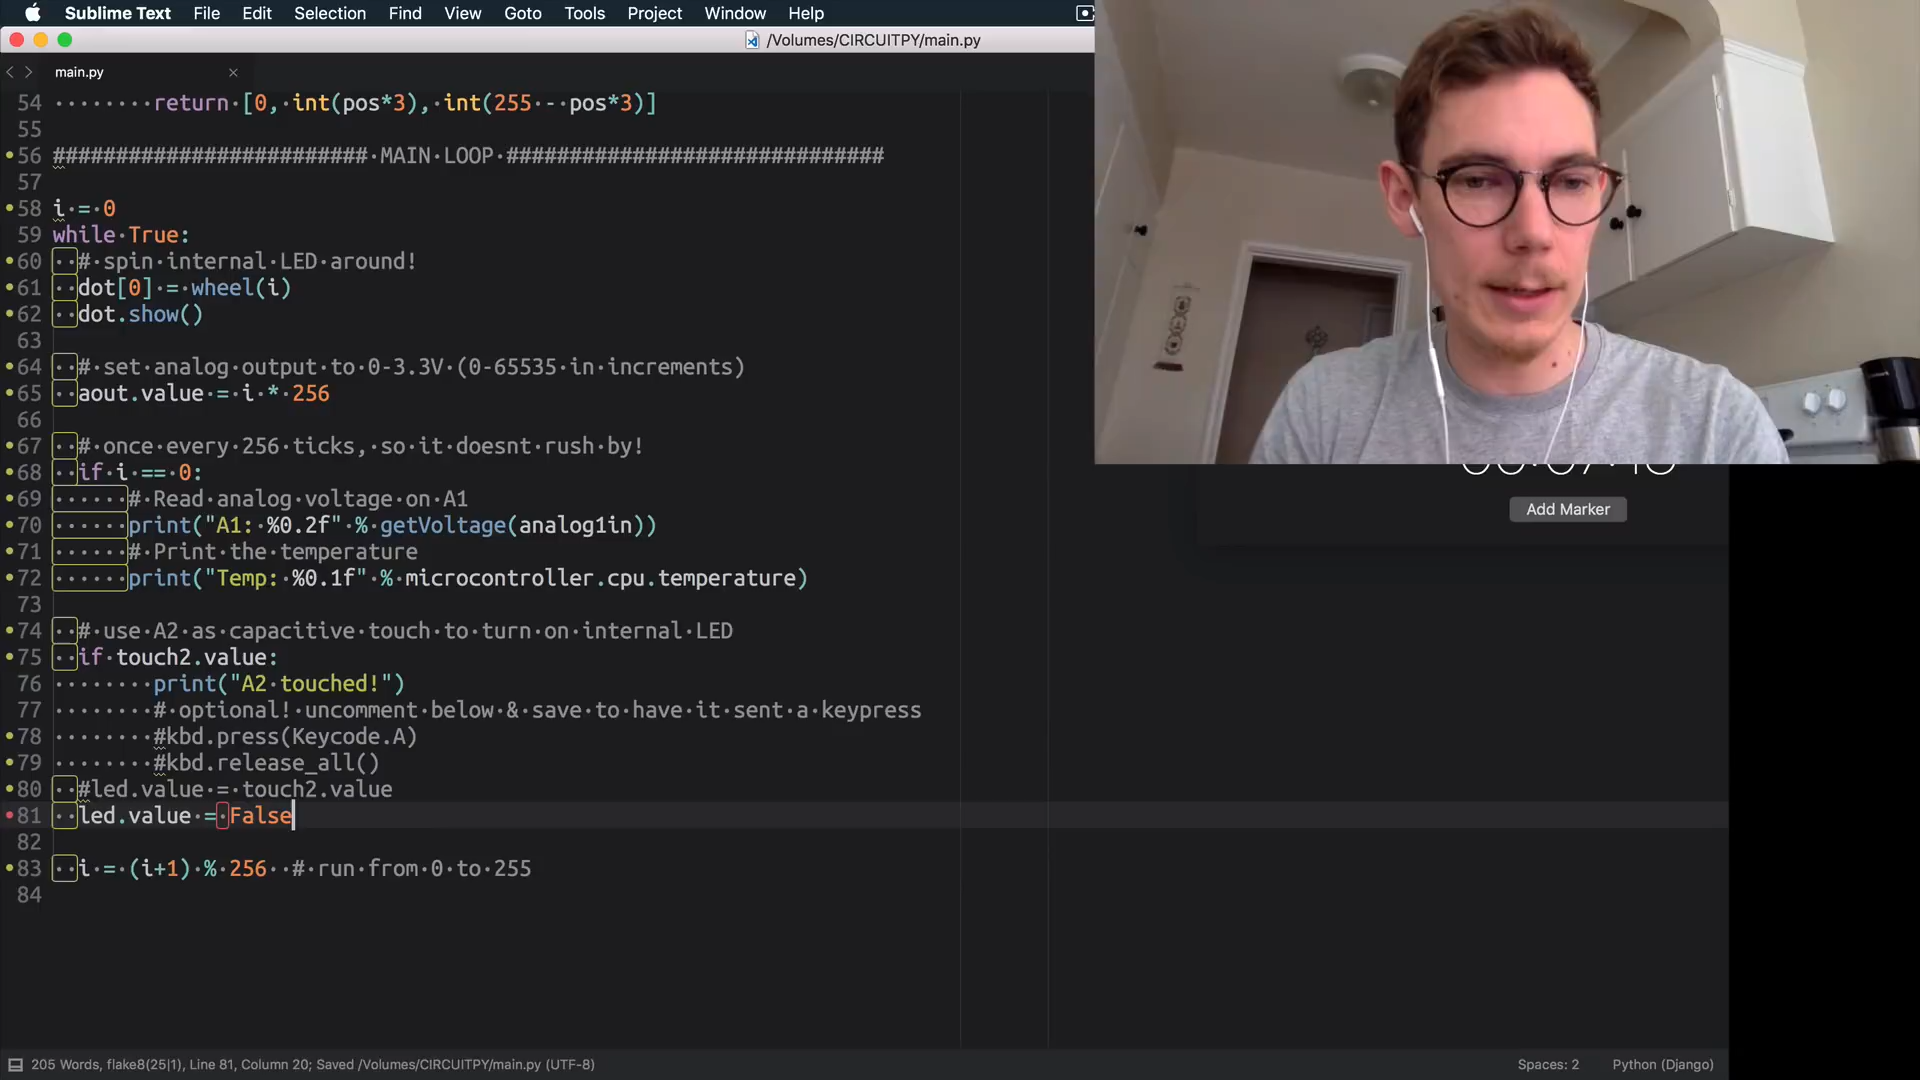 Sublime Text File Edit Selection Find View Goto Tools Project Window Help
/Volumes/CIRCUITPY/main.py
main.py
54 return [0, int(pos*3), int(255 - pos*3)]
55
56 ######################### MAIN LOOP ##############################
57
58 i = 0
59 while True:
60 # spin internal LED around!
61 dot[0] = wheel(i)
62 dot.show()
63
64 # set analog output to 0-3.3V (0-65535 in increments)
65 aout.value = i * 256
66
67 # once every 256 ticks, so it doesnt rush by!
68 if i == 0:
69 # Read analog voltage on A1
70 print("A1: %0.2f" % getVoltage(analog1in))
71 # Print the temperature
72 print("Temp: %0.1f" % microcontroller.cpu.temperature)
73
74 # use A2 as capacitive touch to turn on internal LED
75 if touch2.value:
76 print("A2 touched!")
77 # optional! uncomment below & save to have it sent a keypress
78 #kbd.press(Keycode.A)
79 #kbd.release_all()
80 #led.value = touch2.value
81 led.value = False
82
83 i = (i+1) % 256 # run from 0 to 255
84
Add Marker
205 Words, flake8(25|1), Line 81, Column 20; Saved /Volumes/CIRCUITPY/main.py (UTF-8)
Spaces: 2 Python (Django)